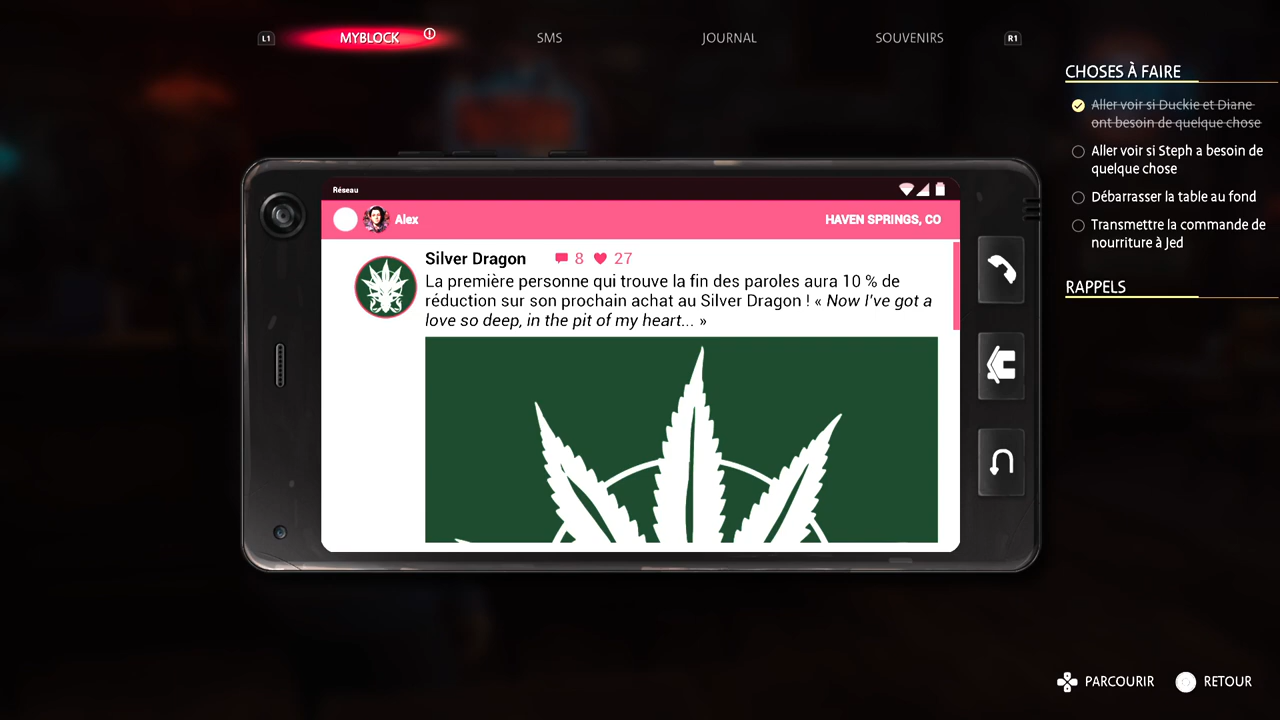 L1
MYBLOCK
SMS
JOURNAL
SOUVENIRS
R1
CHOSES À FAIRE
Aller voir si Duckie et Diane
ont besoin de quelque chose
Aller voir si Steph a besoin de
quelque chose
Débarrasser la table au fond
Transmettre la commande de
nourriture à Jed
RAPPELS
Réseau
Alex
HAVEN SPRINGS, CO
Silver Dragon 8 27
La première personne qui trouve la fin des paroles aura 10 % de
réduction sur son prochain achat au Silver Dragon ! « Now I've got a
love so deep, in the pit of my heart... »
PARCOURIR
RETOUR